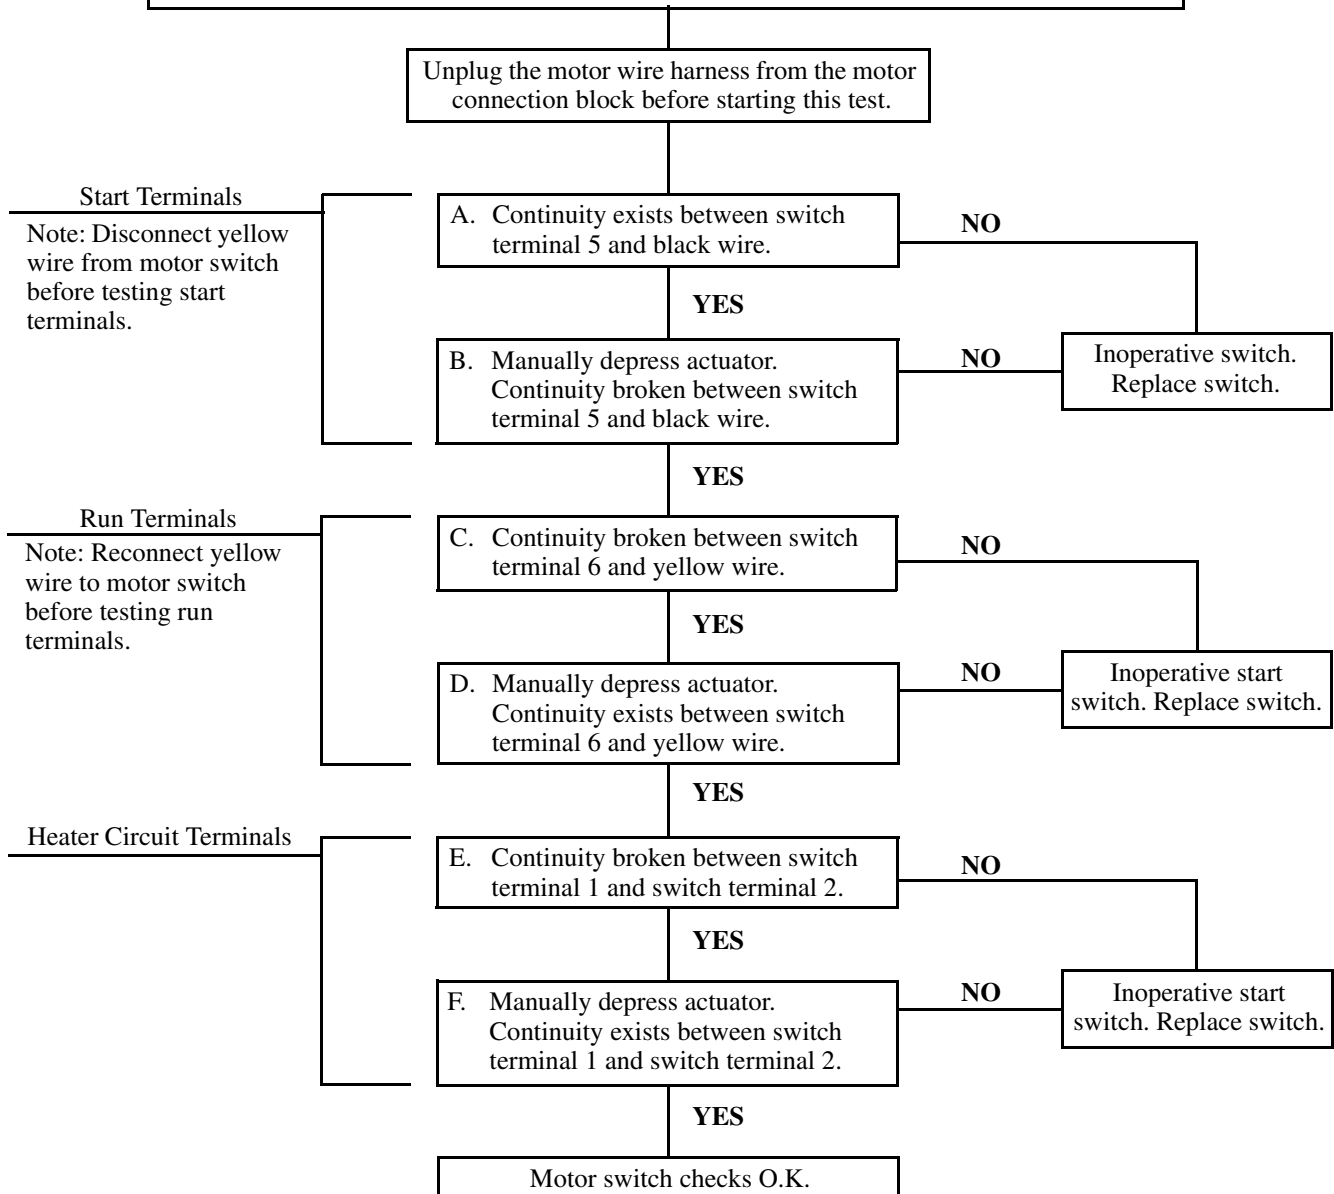 Unplug the motor wire harness from the motor
connection block before starting this test.
Start Terminals
Note: Disconnect yellow
wire from motor switch
before testing start
terminals.
A. Continuity exists between switch
terminal 5 and black wire.
NO
YES
B. Manually depress actuator.
Continuity broken between switch
terminal 5 and black wire.
NO
Inoperative switch.
Replace switch.
YES
Run Terminals
Note: Reconnect yellow
wire to motor switch
before testing run
terminals.
C. Continuity broken between switch
terminal 6 and yellow wire.
NO
YES
D. Manually depress actuator.
Continuity exists between switch
terminal 6 and yellow wire.
NO
Inoperative start
switch. Replace switch.
YES
Heater Circuit Terminals
E. Continuity broken between switch
terminal 1 and switch terminal 2.
NO
YES
F. Manually depress actuator.
Continuity exists between switch
terminal 1 and switch terminal 2.
NO
Inoperative start
switch. Replace switch.
YES
Motor switch checks O.K.